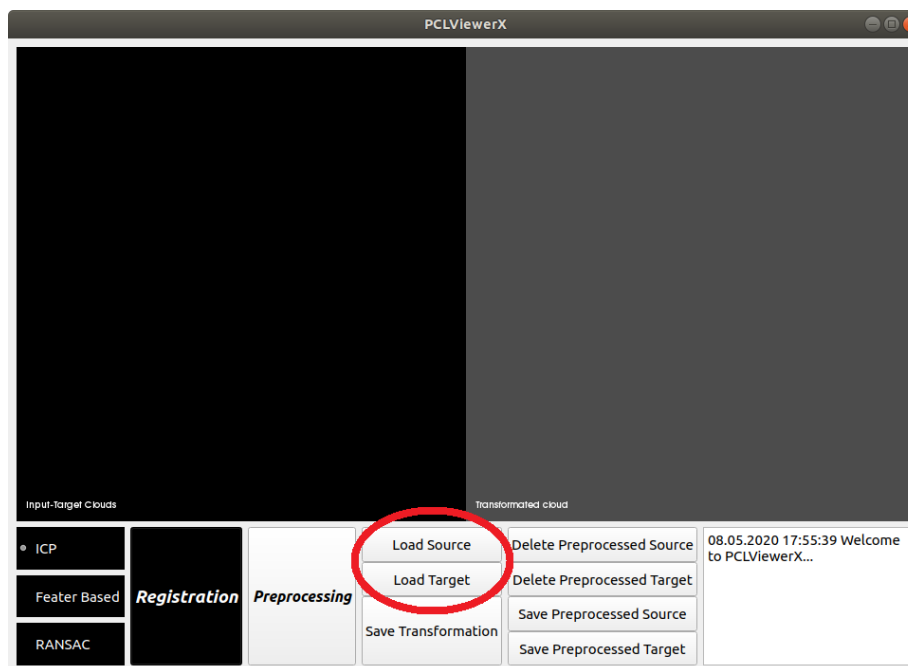 PCLViewerX
Input-Target Clouds
Transformated cloud
ICP
Feater Based
RANSAC
Registration
Preprocessing
Load Source
Load Target
Save Transformation
Delete Preprocessed Source
Delete Preprocessed Target
Save Preprocessed Source
Save Preprocessed Target
08.05.2020 17:55:39 Welcome
to PCLViewerX...